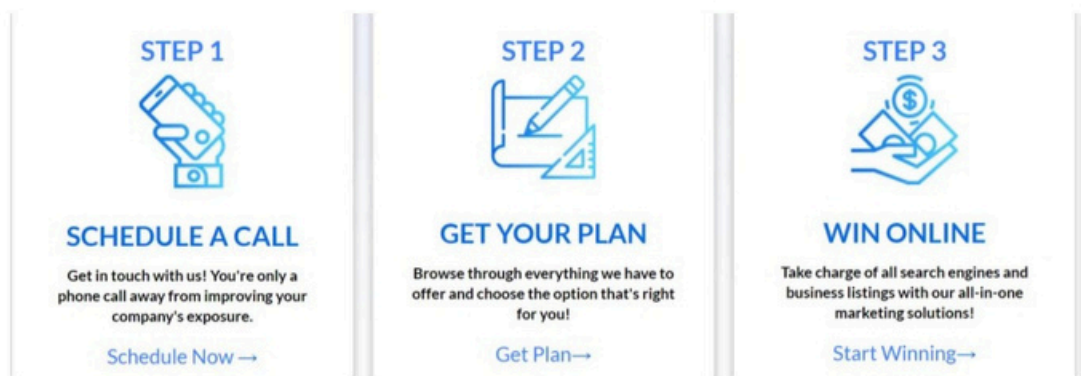 STEP 1
SCHEDULE A CALL
Get in touch with us! You're only a
phone call away from improving your
company's exposure.
Schedule Now →
STEP 2
GET YOUR PLAN
Browse through everything we have to
offer and choose the option that's right
for you!
Get Plan→
STEP 3
$
WIN ONLINE
Take charge of all search engines and
business listings with our all-in-one
marketing solutions!
Start Winning→